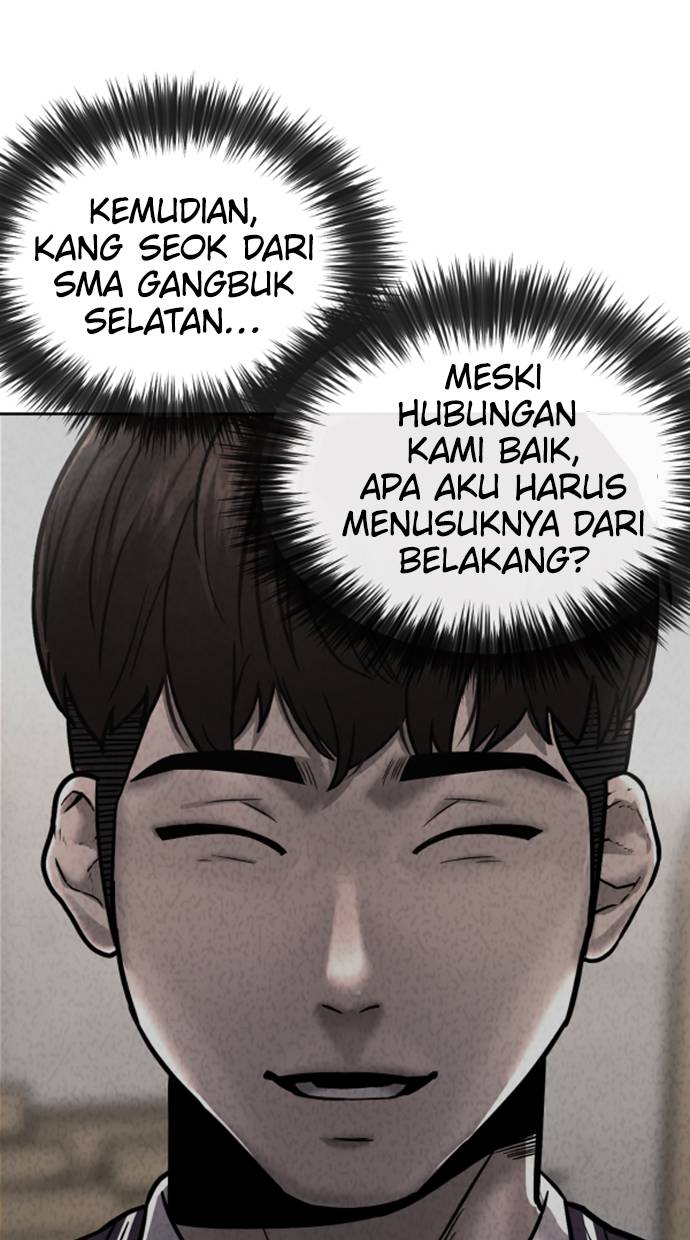 KEMUDIAN,
KANG SEOK DARI
SMA GANGBUK
SELATAN...
MESKI
HUBUNGAN
KAMI BAIK,
APA AKU HARUS
MENUSUKNYA DARI
BELAKANG?